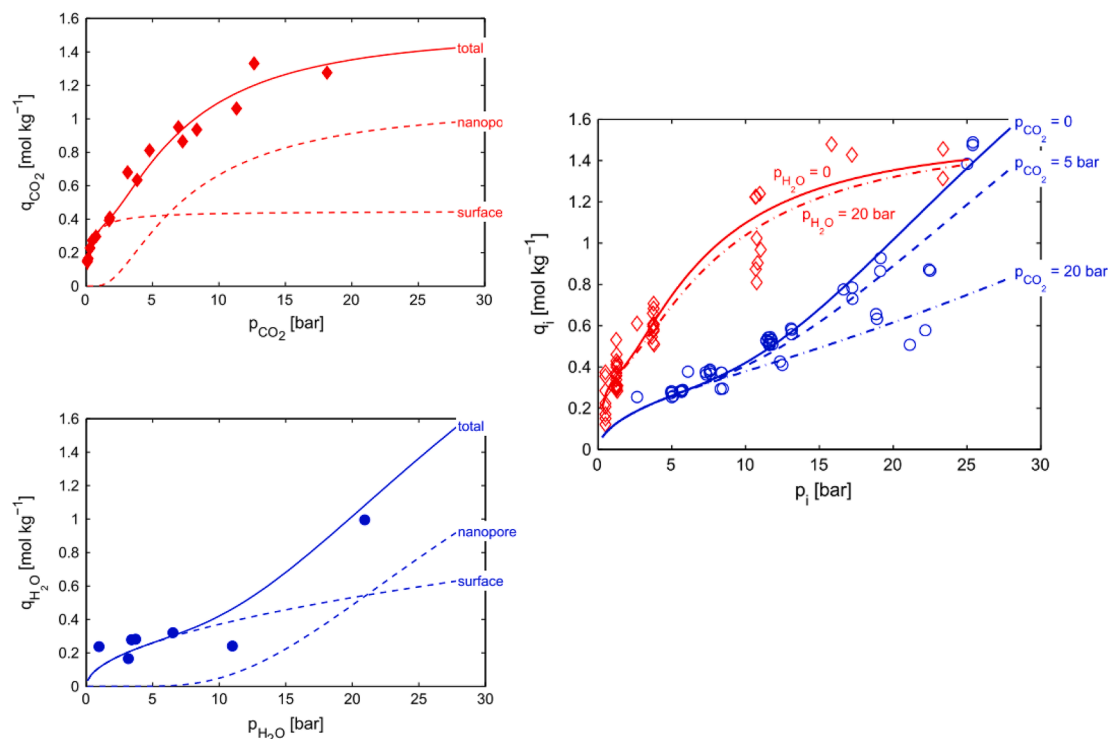 1.6
1.4
1.2
1
0.8
0.6
0.4
0.2
0
q_CO2 [mol kg⁻¹]
total
nanopo
surface
0 5 10 15 20 25 30
p_CO2 [bar]
1.6
1.4
1.2
1
0.8
0.6
0.4
0.2
0
q_H2O [mol kg⁻¹]
total
nanopore
surface
0 5 10 15 20 25 30
p_H2O [bar]
1.6
1.4
1.2
1
0.8
0.6
0.4
0.2
0
q_i [mol kg⁻¹]
p_H2O = 0
p_H2O = 20 bar
p_CO2 = 0
p_CO2 = 5 bar
p_CO2 = 20 bar
0 5 10 15 20 25 30
p_i [bar]